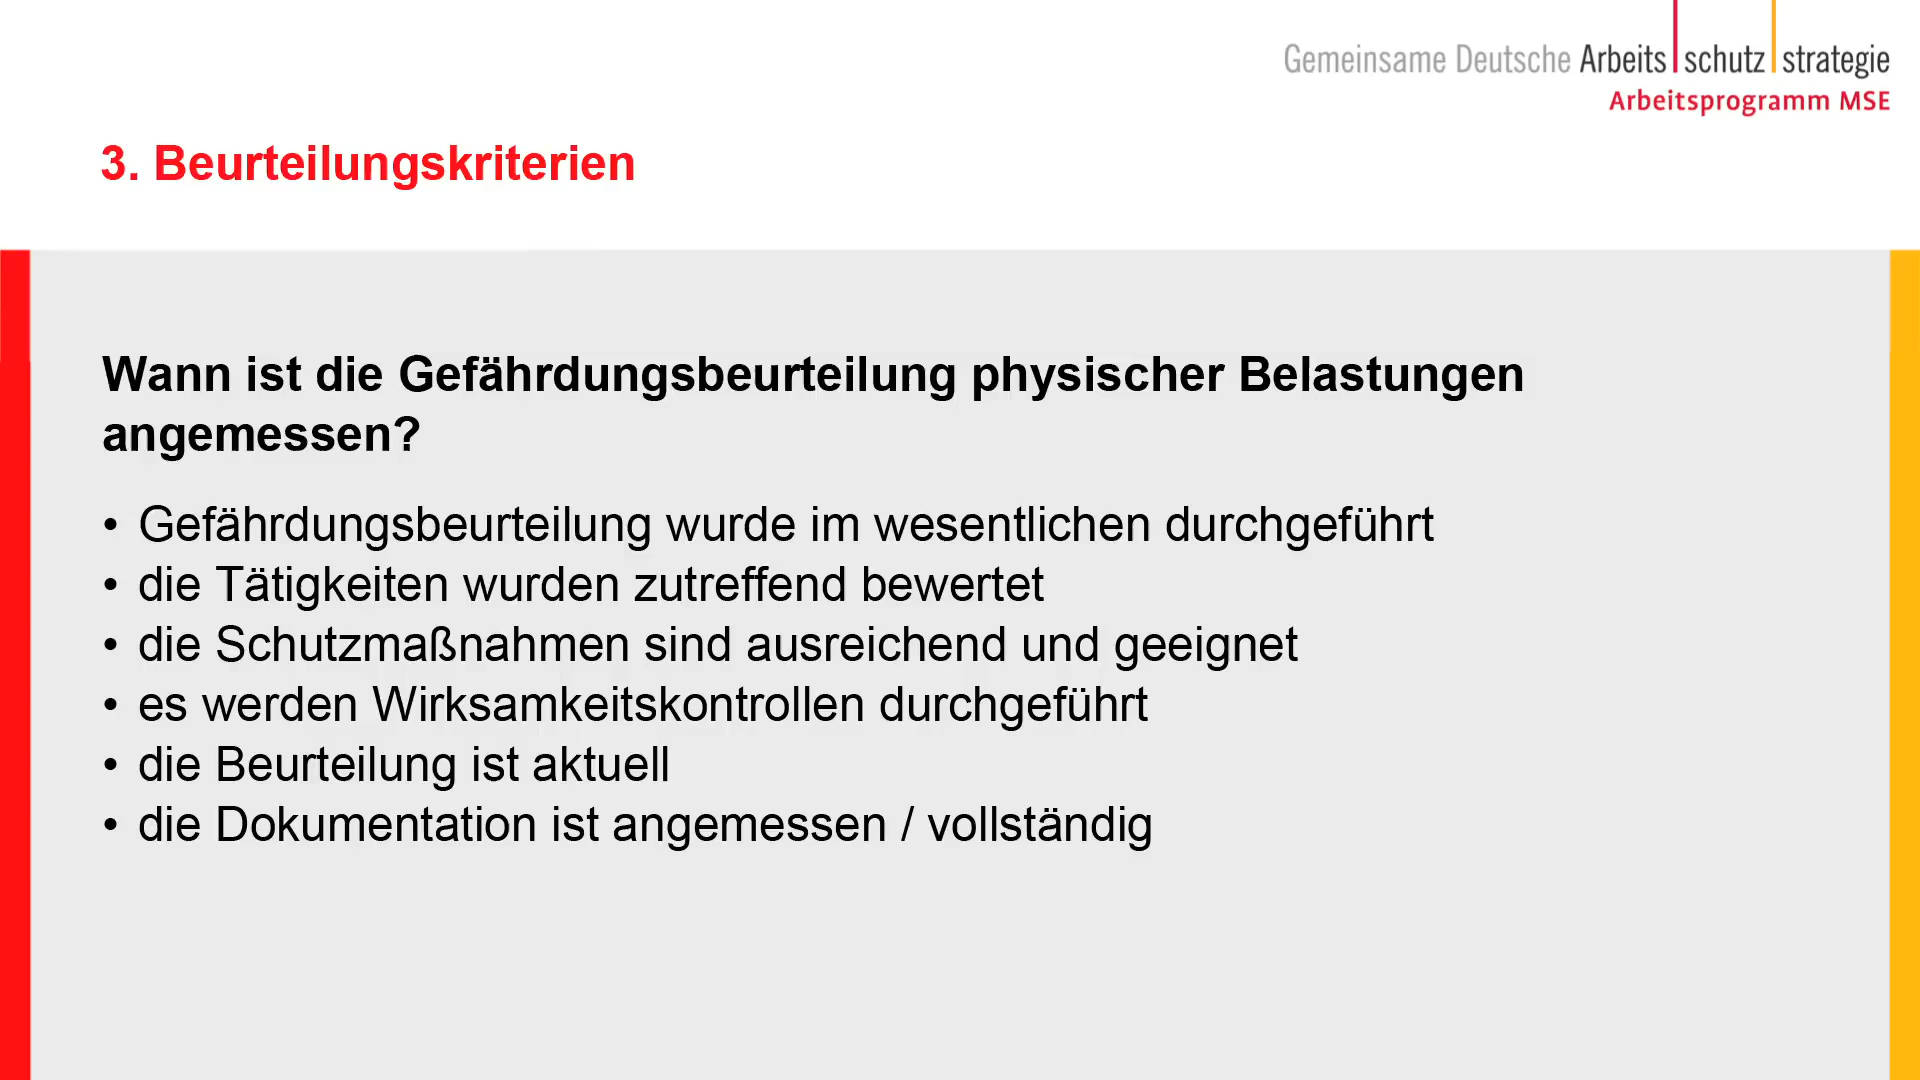 Gemeinsame Deutsche Arbeits schutz strategie
Arbeitsprogramm MSE
3. Beurteilungskriterien
Wann ist die Gefährdungsbeurteilung physischer Belastungen
angemessen?
• Gefährdungsbeurteilung wurde im wesentlichen durchgeführt
• die Tätigkeiten wurden zutreffend bewertet
• die Schutzmaßnahmen sind ausreichend und geeignet
• es werden Wirksamkeitskontrollen durchgeführt
• die Beurteilung ist aktuell
• die Dokumentation ist angemessen / vollständig